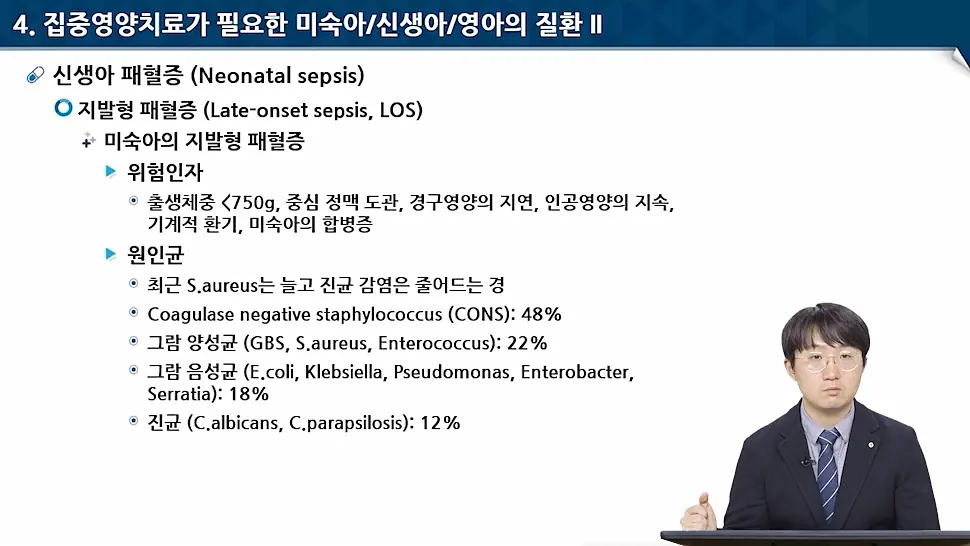 4. 집중영양치료가 필요한 미숙아/신생아/영아의 질환 II
신생아 패혈증 (Neonatal sepsis)
지발형 패혈증 (Late-onset sepsis, LOS)
미숙아의 지발형 패혈증
위험인자
출생체중 <750g, 중심 정맥 도관, 경구영양의 지연, 인공영양의 지속,
기계적 환기, 미숙아의 합병증
원인균
최근 S.aureus는 늘고 진균 감염은 줄어드는 경
Coagulase negative staphylococcus (CONS): 48%
그람 양성균 (GBS, S.aureus, Enterococcus): 22%
그람 음성균 (E.coli, Klebsiella, Pseudomonas, Enterobacter,
Serratia): 18%
진균 (C.albicans, C.parapsilosis): 12%